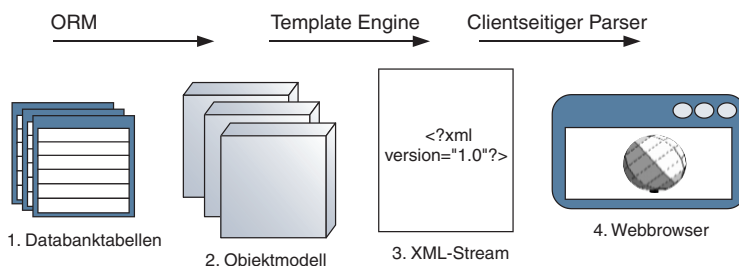 ORM
Template Engine
Clientseitiger Parser
<?xml
version="1.0"?>
1. Databanktabellen
2. Objektmodell
3. XML-Stream
4. Webbrowser